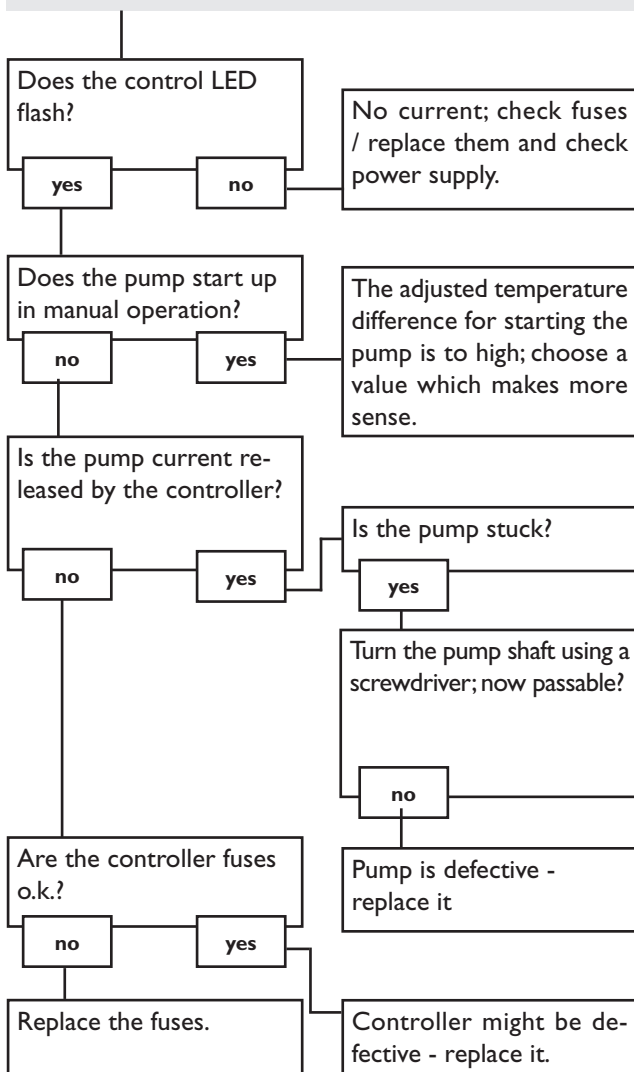 Does the control LED
flash?
yes
no
No current; check fuses
/ replace them and check
power supply.
Does the pump start up
in manual operation?
no
yes
The adjusted temperature
difference for starting the
pump is to high; choose a
value which makes more
sense.
Is the pump current re-
leased by the controller?
no
yes
Is the pump stuck?
yes
Turn the pump shaft using a
screwdriver; now passable?
no
Pump is defective -
replace it
Are the controller fuses
o.k.?
no
yes
Replace the fuses.
Controller might be de-
fective - replace it.